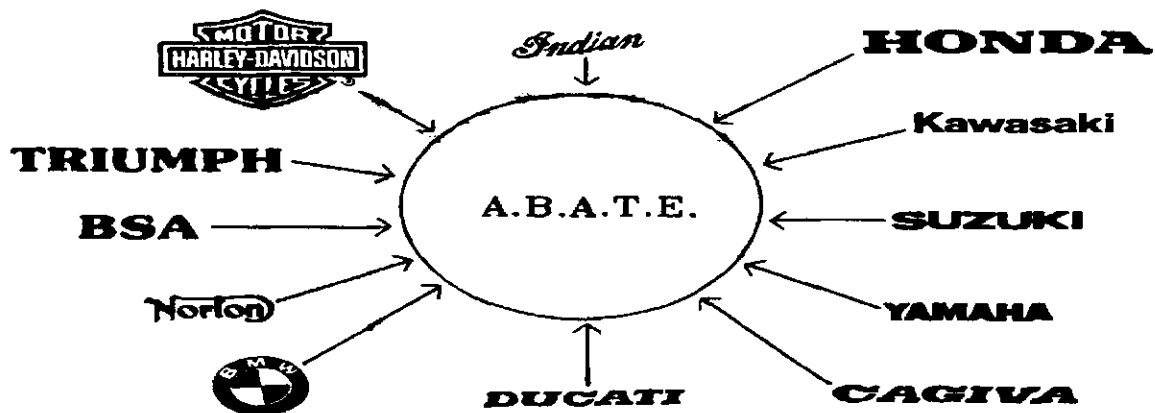 MOTOR
HARLEY-DAVIDSON
CYCLES
Indian
HONDA
Kawasaki
TRIUMPH
A.B.A.T.E.
BSA
SUZUKI
Norton
YAMAHA
BMW
DUCATI
CAGIVA